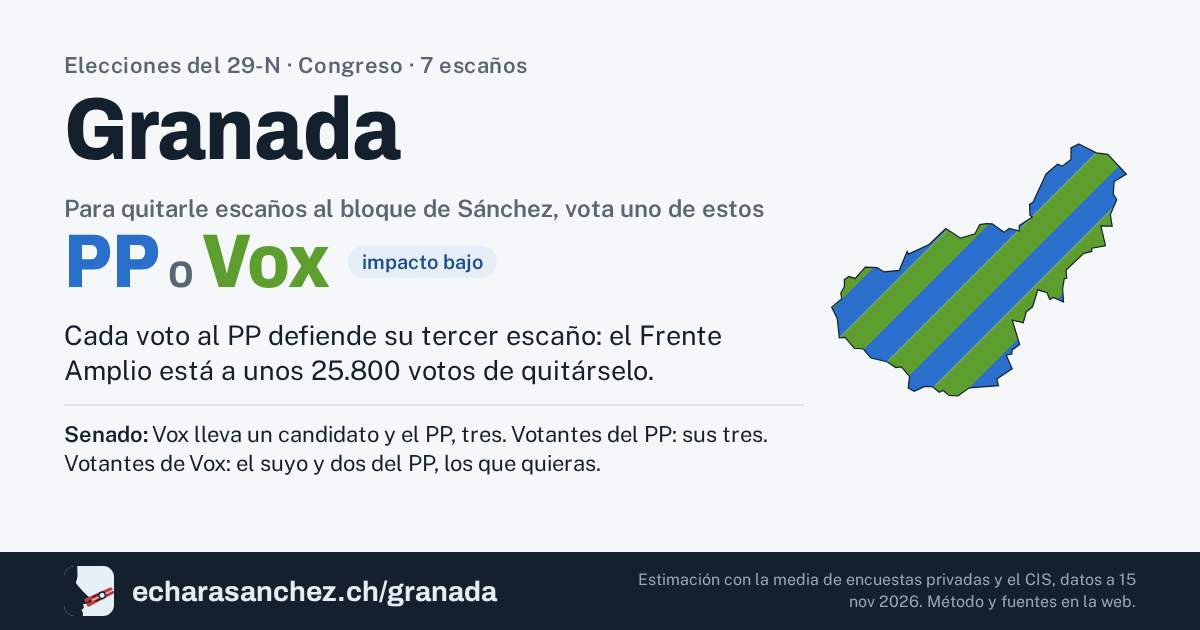 Elecciones del 29-N · Congreso · 7 escaños
Granada
Para quitarle escaños al bloque de Sánchez, vota uno de estos
PP o Vox impacto bajo
Cada voto al PP defiende su tercer escaño: el Frente
Amplio está a unos 25.800 votos de quitárselo.
Senado: Vox lleva un candidato y el PP, tres. Votantes del PP: sus tres.
Votantes de Vox: el suyo y dos del PP, los que quieras.
echarasanchez.ch/granada
Estimación con la media de encuestas privadas y el CIS, datos a 15
nov 2026. Método y fuentes en la web.